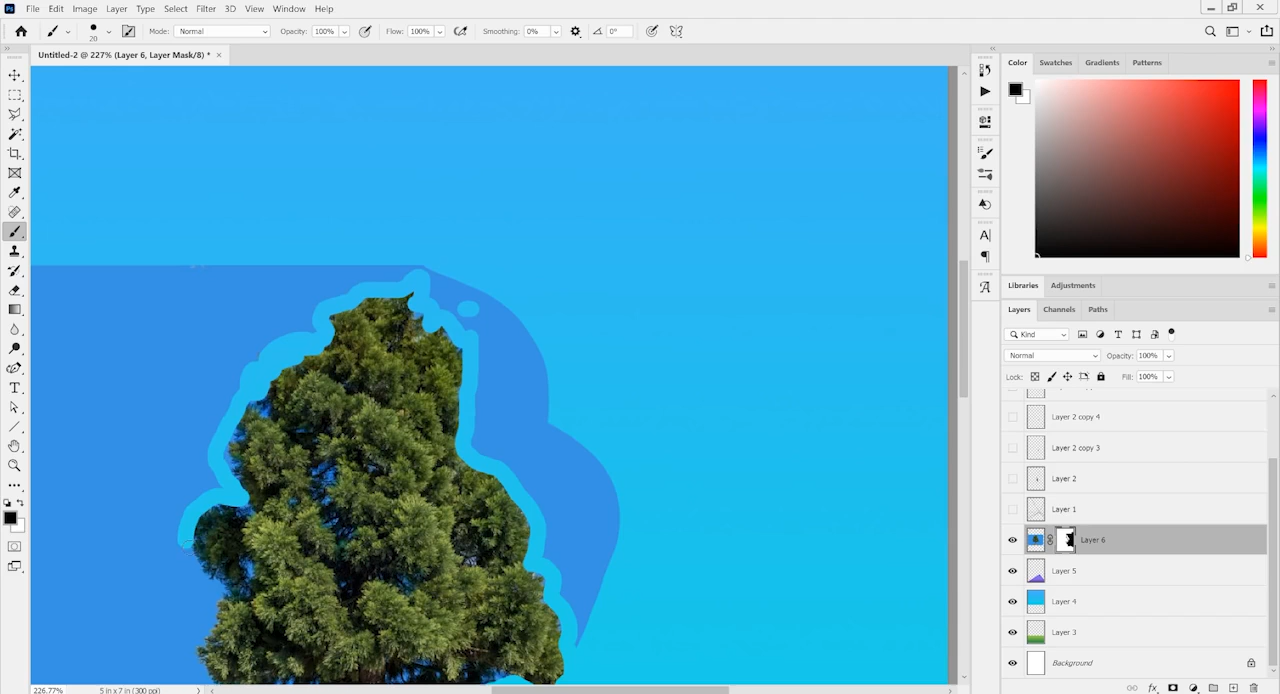 Ps File Edit Image Layer Type Select Filter 3D View Window Help
20 Mode: Normal Opacity: 100% Flow: 100% Smoothing: 0% 0°
Untitled-2 @ 227% (Layer 6, Layer Mask/8) * ×
Color Swatches Gradients Patterns
Libraries Adjustments
Layers Channels Paths
Kind
Normal Opacity: 100%
Lock: Fill: 100%
Layer 2 copy 4
Layer 2 copy 3
Layer 2
Layer 1
Layer 6
Layer 5
Layer 4
Layer 3
Background
226.77% 5 in x 7 in (300 ppi)